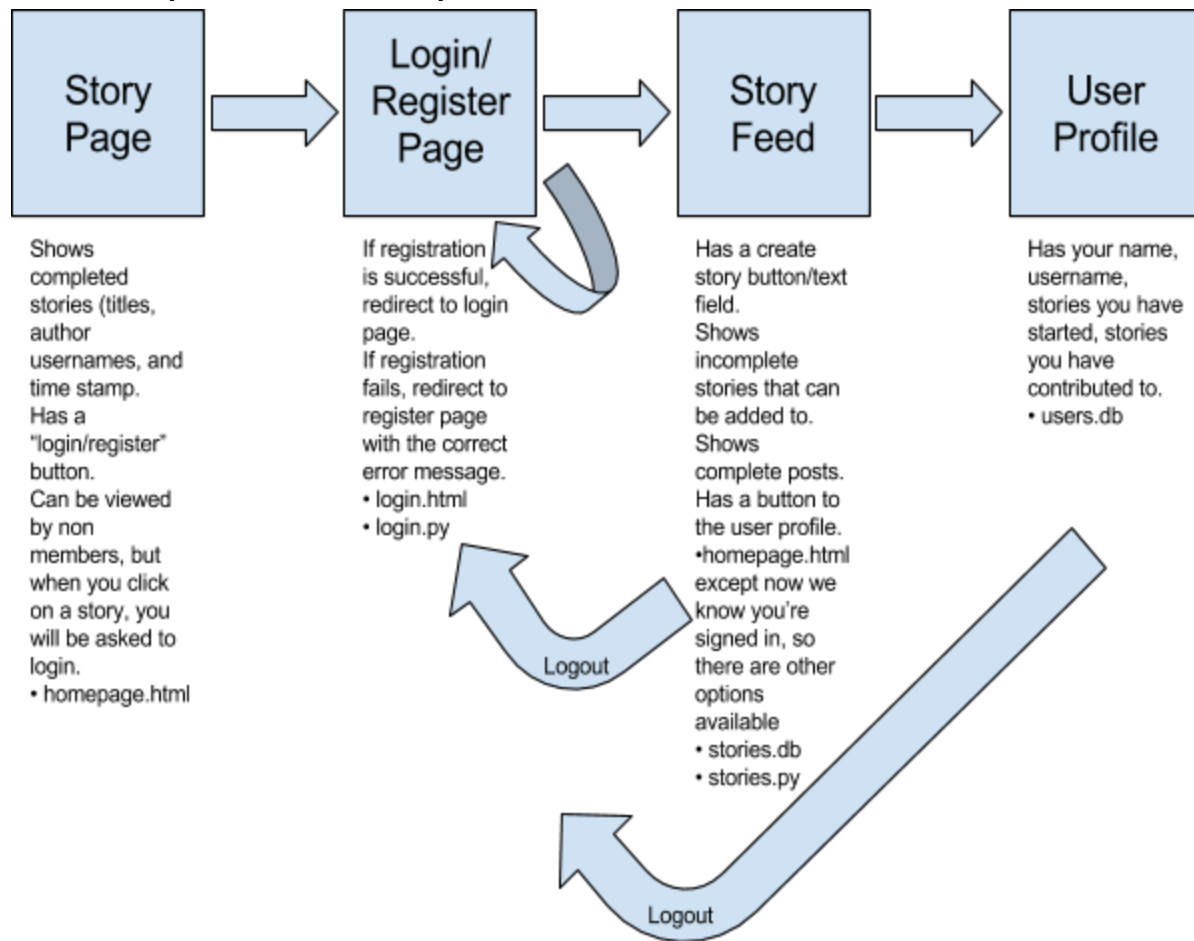 Story
Page
Login/
Register
Page
Story
Feed
User
Profile
Shows
completed
stories (titles,
author
usernames, and
time stamp.
Has a
“login/register”
button.
Can be viewed
by non
members, but
when you click
on a story, you
will be asked to
login.
• homepage.html
If registration
is successful,
redirect to login
page.
If registration
fails, redirect to
register page
with the correct
error message.
• login.html
• login.py
Has a create
story button/text
field.
Shows
incomplete
stories that can
be added to.
Shows
complete posts.
Has a button to
the user profile.
•homepage.html
except now we
know you’re
signed in, so
there are other
options
available
• stories.db
• stories.py
Has your name,
username,
stories you have
started, stories
you have
contributed to.
• users.db
Logout
Logout